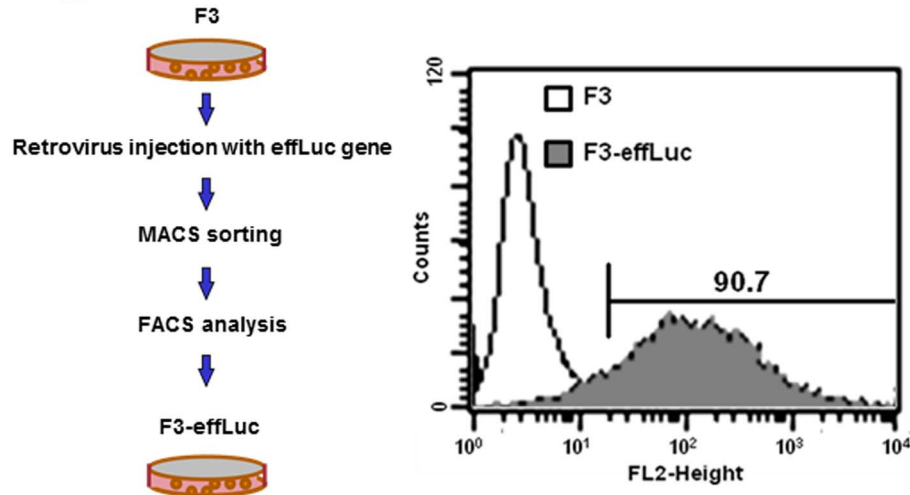 F3
Retrovirus injection with effLuc gene
MACS sorting
FACS analysis
F3-effLuc
120
F3
F3-effLuc
Counts
90.7
0
10⁰ 10¹ 10² 10³ 10⁴
FL2-Height